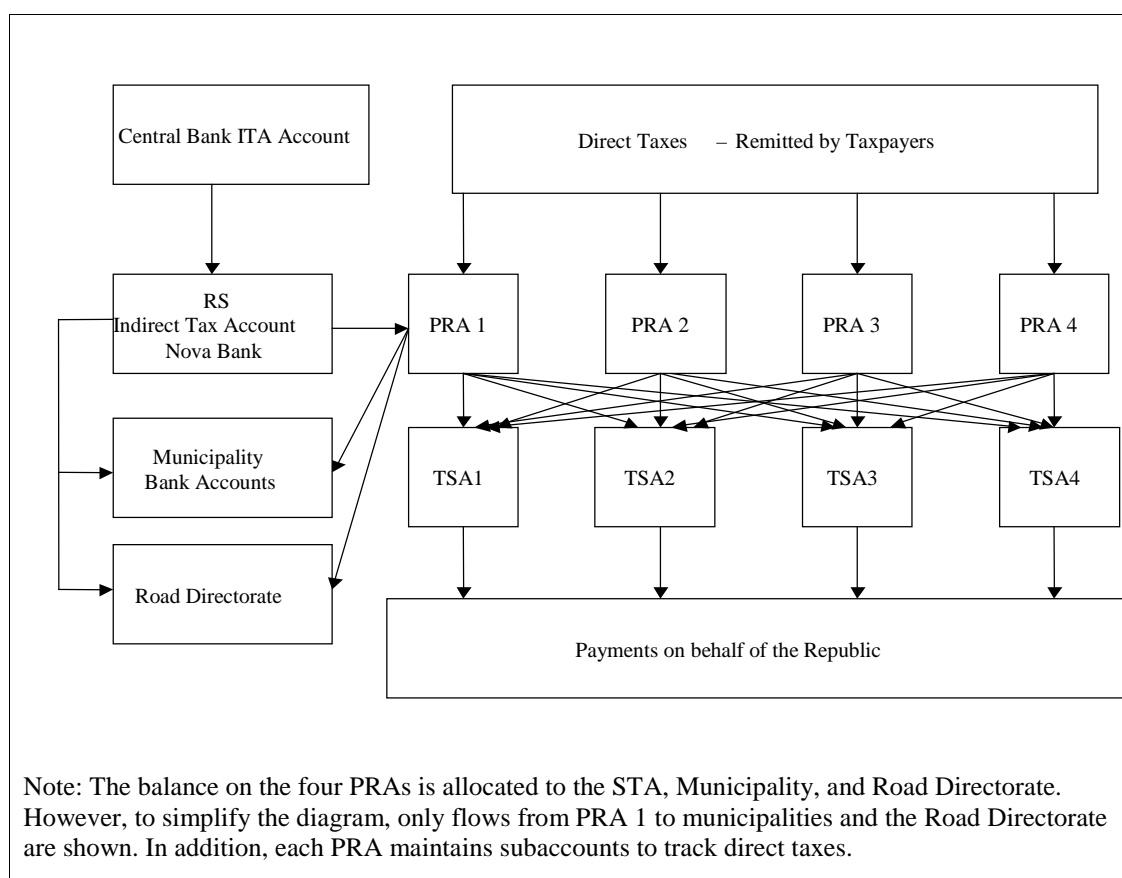 Central Bank ITA Account
Direct Taxes – Remitted by Taxpayers
RS
Indirect Tax Account
Nova Bank
PRA 1
PRA 2
PRA 3
PRA 4
Municipality
Bank Accounts
TSA1
TSA2
TSA3
TSA4
Road Directorate
Payments on behalf of the Republic
Note: The balance on the four PRAs is allocated to the STA, Municipality, and Road Directorate.
However, to simplify the diagram, only flows from PRA 1 to municipalities and the Road Directorate
are shown. In addition, each PRA maintains subaccounts to track direct taxes.